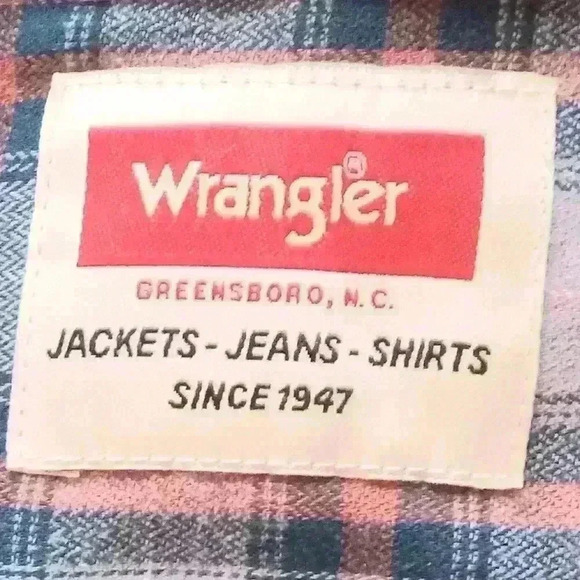 Wrangler®
GREENSBORO, N.C.
JACKETS - JEANS - SHIRTS
SINCE 1947